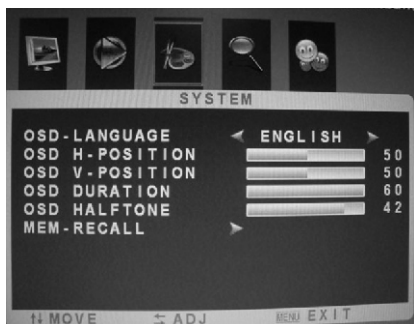 SYSTEM
OSD-LANGUAGE ENGLISH
OSD H-POSITION 50
OSD V-POSITION 50
OSD DURATION 60
OSD HALFTONE 42
MEM-RECALL
MOVE ADJ MENU EXIT